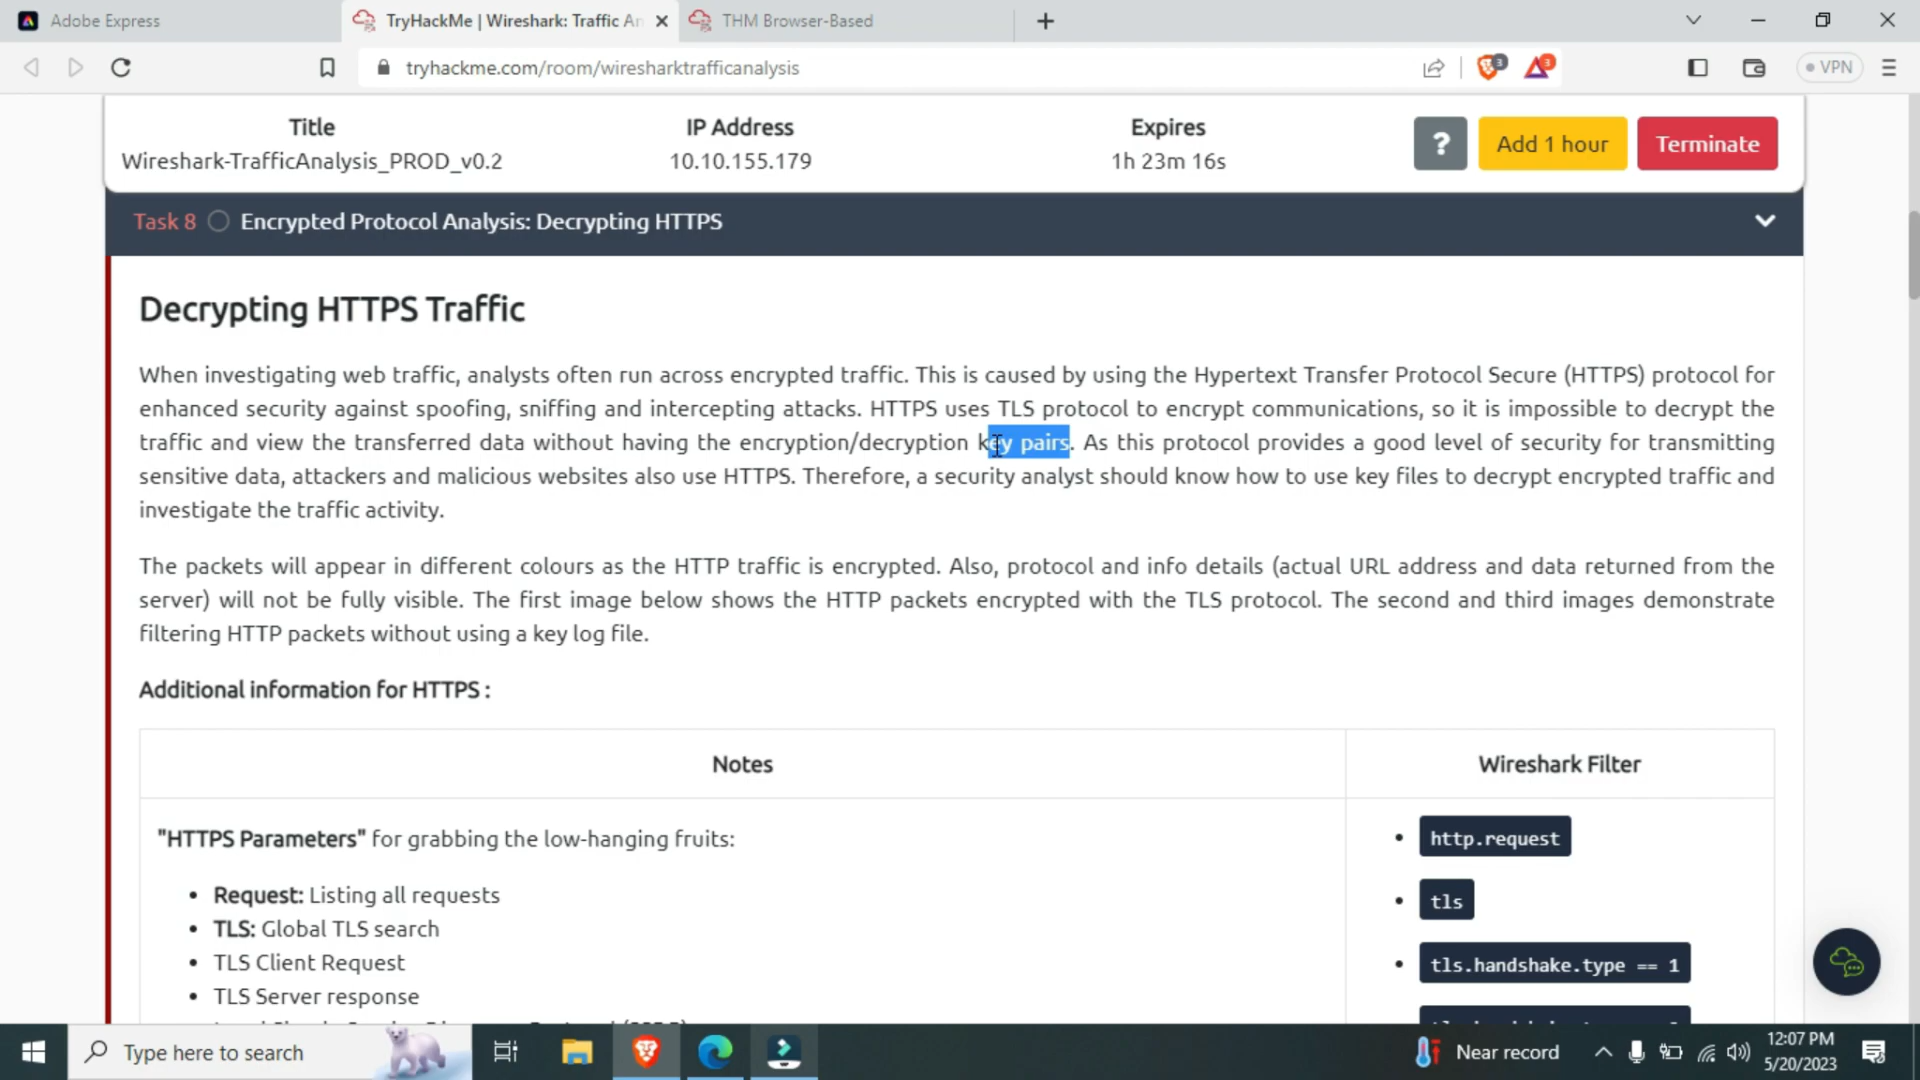 Adobe Express
TryHackMe | Wireshark: Traffic An
THM Browser-Based
tryhackme.com/room/wiresharktrafficanalysis
3
3
VPN
Title
IP Address
Expires
Wireshark-TrafficAnalysis_PROD_v0.2
10.10.155.179
1h 23m 16s
?
Add 1 hour
Terminate
Task 8 Encrypted Protocol Analysis: Decrypting HTTPS
Decrypting HTTPS Traffic
When investigating web traffic, analysts often run across encrypted traffic. This is caused by using the Hypertext Transfer Protocol Secure (HTTPS) protocol for
enhanced security against spoofing, sniffing and intercepting attacks. HTTPS uses TLS protocol to encrypt communications, so it is impossible to decrypt the
traffic and view the transferred data without having the encryption/decryption key pairs. As this protocol provides a good level of security for transmitting
sensitive data, attackers and malicious websites also use HTTPS. Therefore, a security analyst should know how to use key files to decrypt encrypted traffic and
investigate the traffic activity.
The packets will appear in different colours as the HTTP traffic is encrypted. Also, protocol and info details (actual URL address and data returned from the
server) will not be fully visible. The first image below shows the HTTP packets encrypted with the TLS protocol. The second and third images demonstrate
filtering HTTP packets without using a key log file.
Additional information for HTTPS :
Notes
Wireshark Filter
"HTTPS Parameters" for grabbing the low-hanging fruits:
• Request: Listing all requests
• TLS: Global TLS search
• TLS Client Request
• TLS Server response
• http.request
• tls
• tls.handshake.type == 1
Type here to search
Near record
12:07 PM
5/20/2023